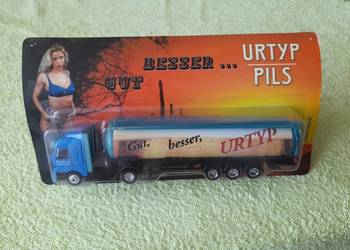 GUT
BESSER ...
URTYP
PILS
Gut, besser, URTYP